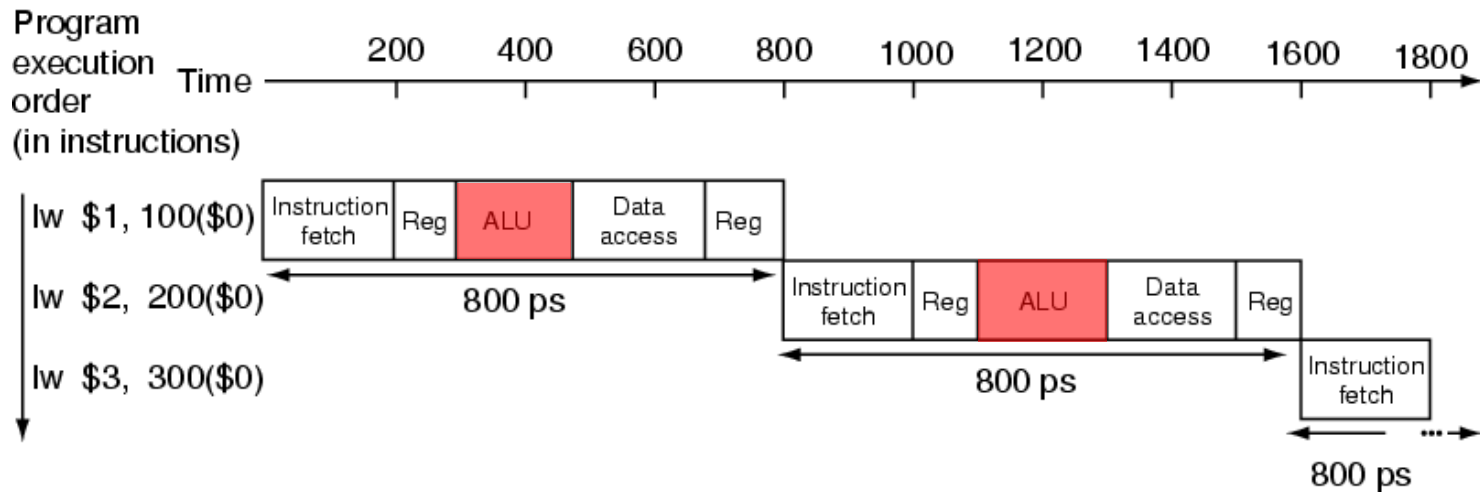 Program
execution
order
(in instructions)
Time
200 400 600 800 1000 1200 1400 1600 1800
lw $1, 100($0)
Instruction
fetch
Reg
ALU
Data
access
Reg
800 ps
lw $2, 200($0)
Instruction
fetch
Reg
ALU
Data
access
Reg
800 ps
lw $3, 300($0)
Instruction
fetch
...
800 ps